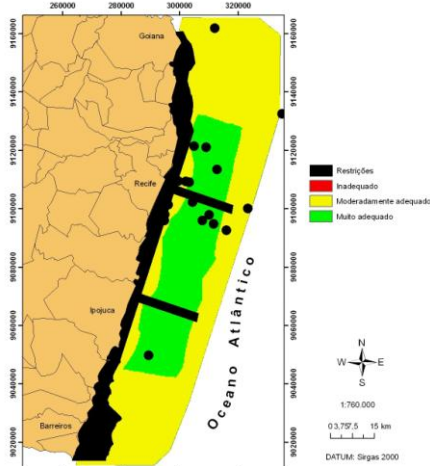 260000 280000 300000 320000
9160000
9140000
9120000
9100000
9080000
9060000
9040000
9020000
Goiana
Recife
Ipojuca
Barreiros
Oceano Atlântico
Restrições
Inadequado
Moderadamente adequado
Muito adequado
N
W E
S
1:760.000
0 3,75 7,5 15 km
DATUM: Sirgas 2000